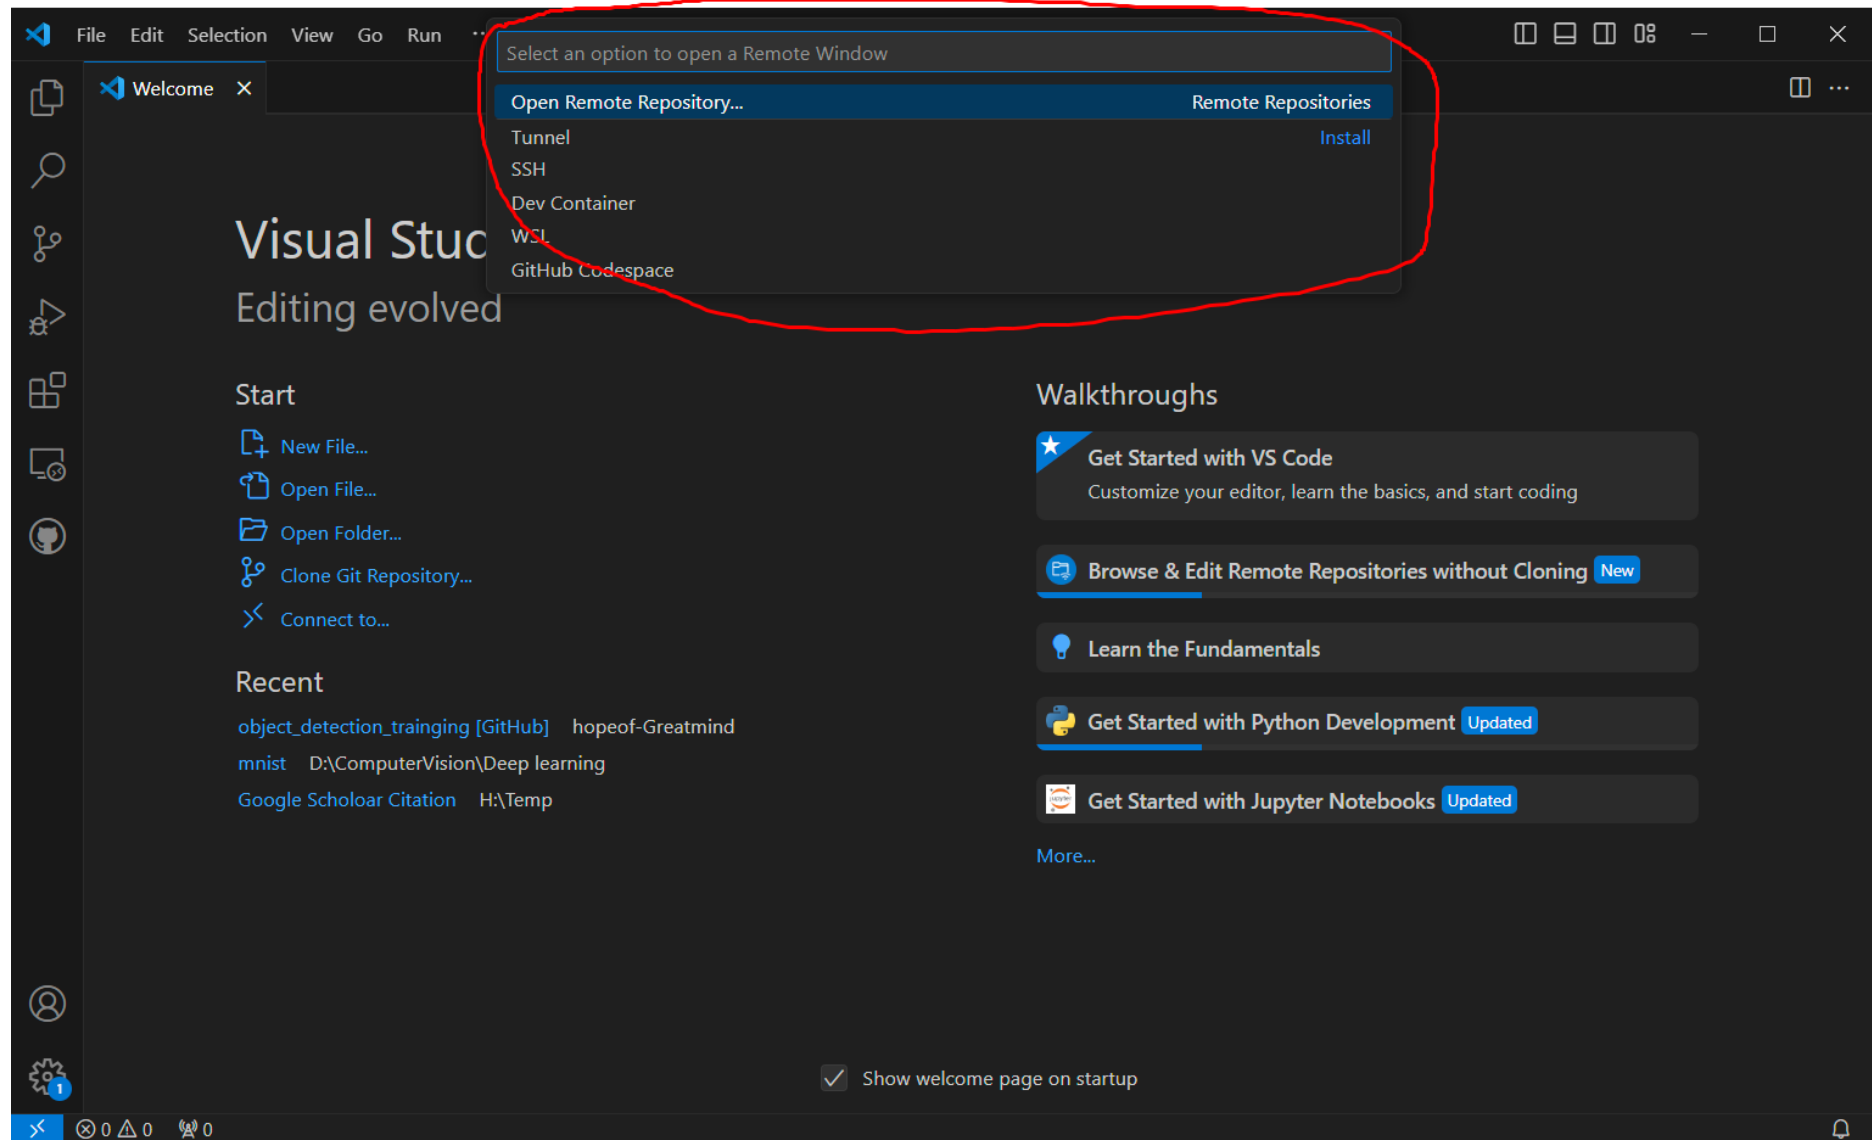 File Edit Selection View Go Run ···
Select an option to open a Remote Window
Welcome
Open Remote Repository... Remote Repositories
Tunnel Install
SSH
Dev Container
WSL
GitHub Codespace
Visual Stud
Editing evolved
Start
New File...
Open File...
Open Folder...
Clone Git Repository...
Connect to...
Recent
object_detection_trainging [GitHub] hopeof-Greatmind
mnist D:\ComputerVision\Deep learning
Google Scholoar Citation H:\Temp
Walkthroughs
Get Started with VS Code
Customize your editor, learn the basics, and start coding
Browse & Edit Remote Repositories without Cloning New
Learn the Fundamentals
Get Started with Python Development Updated
Get Started with Jupyter Notebooks Updated
More...
Show welcome page on startup
1
0 0 0